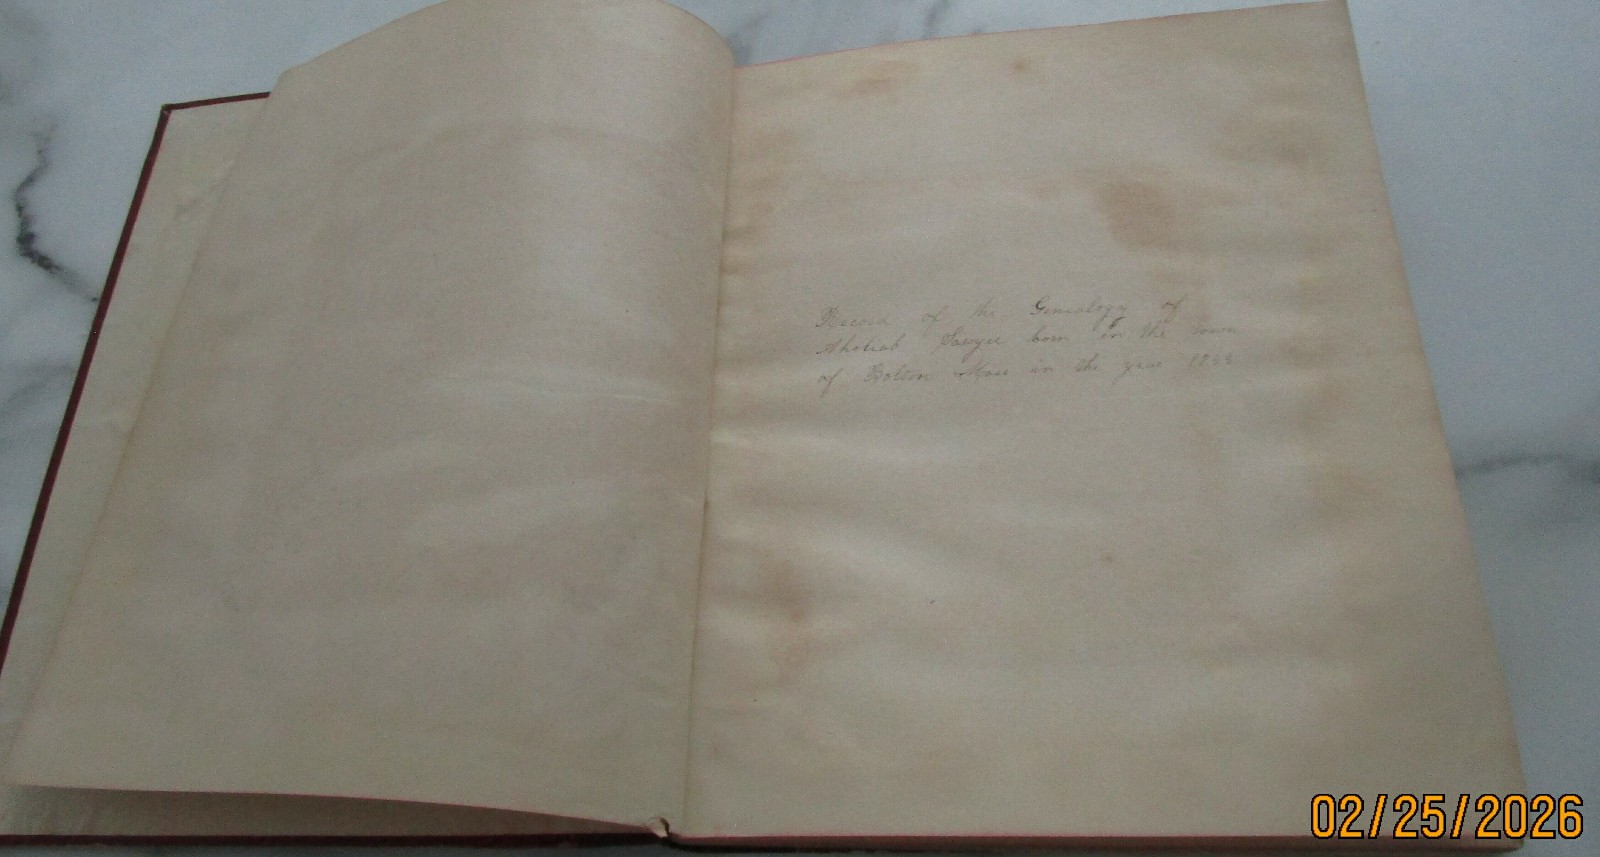 Record of the Genealogy of
Aholiab Sawyer born in the town
of Bolton Mass in the year
02/25/2026